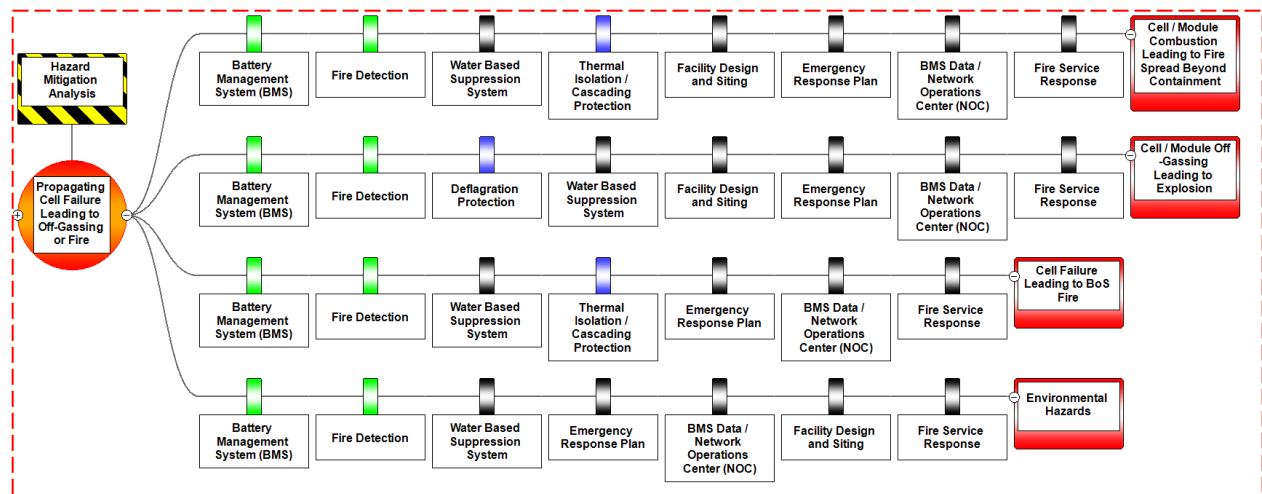 Hazard
Mitigation
Analysis
Propagating
Cell Failure
Leading to
Off-Gassing
or Fire
Battery
Management
System (BMS)
Fire Detection
Water Based
Suppression
System
Thermal
Isolation /
Cascading
Protection
Facility Design
and Siting
Emergency
Response Plan
BMS Data /
Network
Operations
Center (NOC)
Fire Service
Response
Cell / Module
Combustion
Leading to Fire
Spread Beyond
Containment
Battery
Management
System (BMS)
Fire Detection
Deflagration
Protection
Water Based
Suppression
System
Facility Design
and Siting
Emergency
Response Plan
BMS Data /
Network
Operations
Center (NOC)
Fire Service
Response
Cell / Module Off
-Gassing
Leading to
Explosion
Battery
Management
System (BMS)
Fire Detection
Water Based
Suppression
System
Thermal
Isolation /
Cascading
Protection
Emergency
Response Plan
BMS Data /
Network
Operations
Center (NOC)
Fire Service
Response
Cell Failure
Leading to BoS
Fire
Battery
Management
System (BMS)
Fire Detection
Water Based
Suppression
System
Emergency
Response Plan
BMS Data /
Network
Operations
Center (NOC)
Facility Design
and Siting
Fire Service
Response
Environmental
Hazards